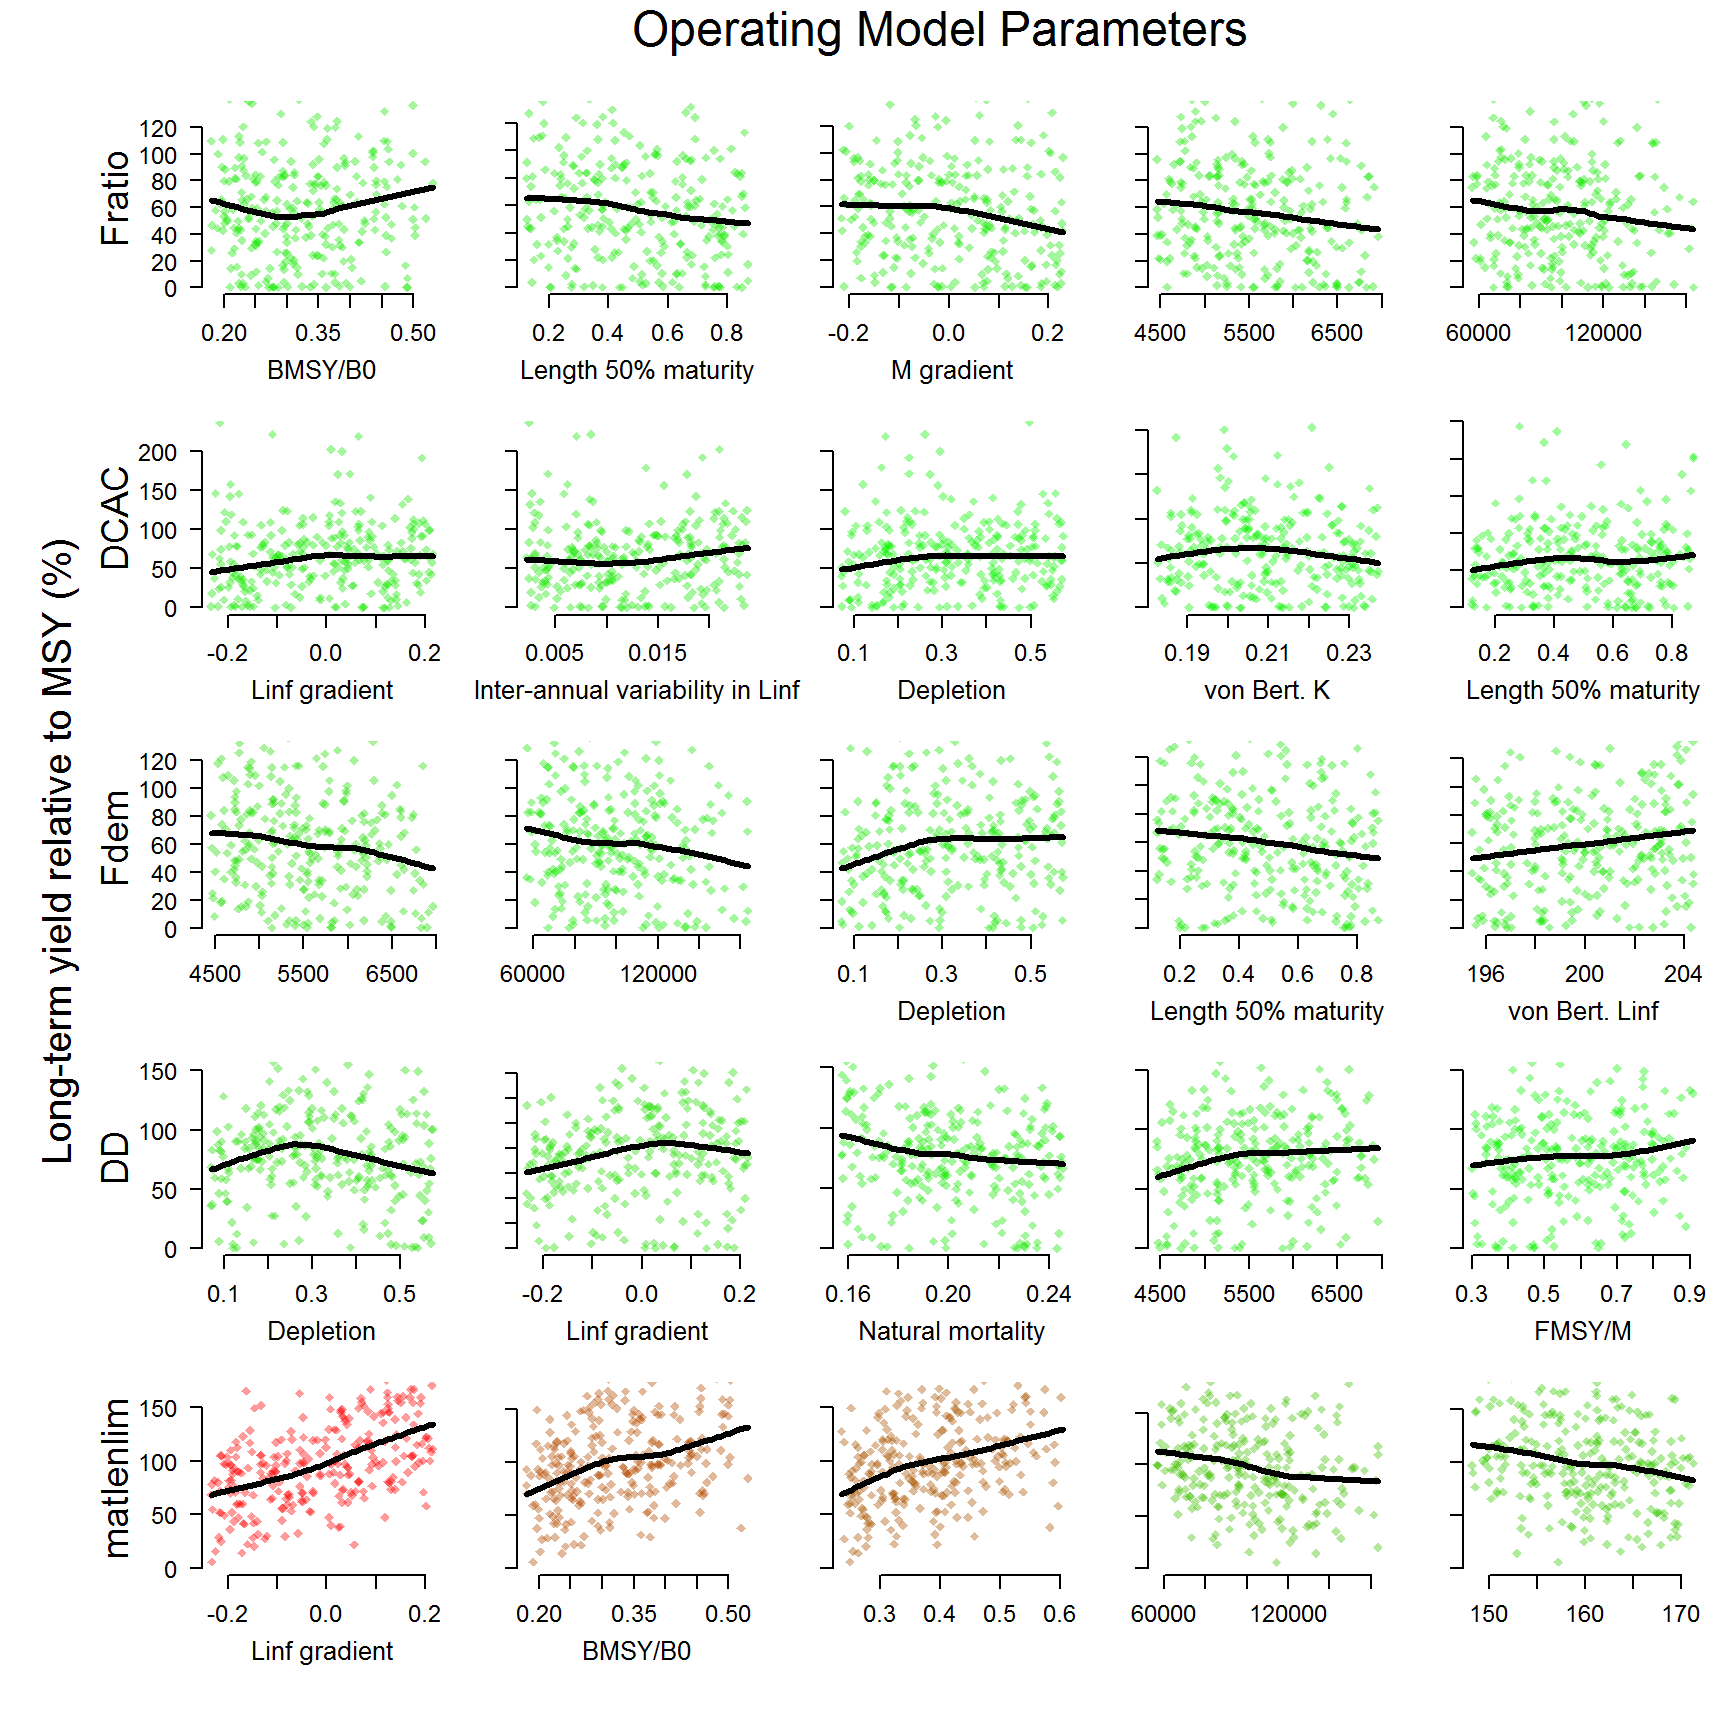 Operating Model Parameters
Long-term yield relative to MSY (%)
Fratio
120
100
80
60
40
20
0
0.20 0.35 0.50
0.2 0.4 0.6 0.8
-0.2 0.0 0.2
4500 5500 6500
60000 120000
BMSY/B0
Length 50% maturity
M gradient
DCAC
200
150
100
50
0
-0.2 0.0 0.2
0.005 0.015
0.1 0.3 0.5
0.19 0.21 0.23
0.2 0.4 0.6 0.8
Linf gradient
Inter-annual variability in Linf
Depletion
von Bert. K
Length 50% maturity
Fdem
120
100
80
60
40
20
0
4500 5500 6500
60000 120000
0.1 0.3 0.5
0.2 0.4 0.6 0.8
196 200 204
Depletion
Length 50% maturity
von Bert. Linf
DD
150
100
50
0
0.1 0.3 0.5
-0.2 0.0 0.2
0.16 0.20 0.24
4500 5500 6500
0.3 0.5 0.7 0.9
Depletion
Linf gradient
Natural mortality
FMSY/M
matlenlim
150
100
50
0
-0.2 0.0 0.2
0.20 0.35 0.50
0.3 0.4 0.5 0.6
60000 120000
150 160 170
Linf gradient
BMSY/B0